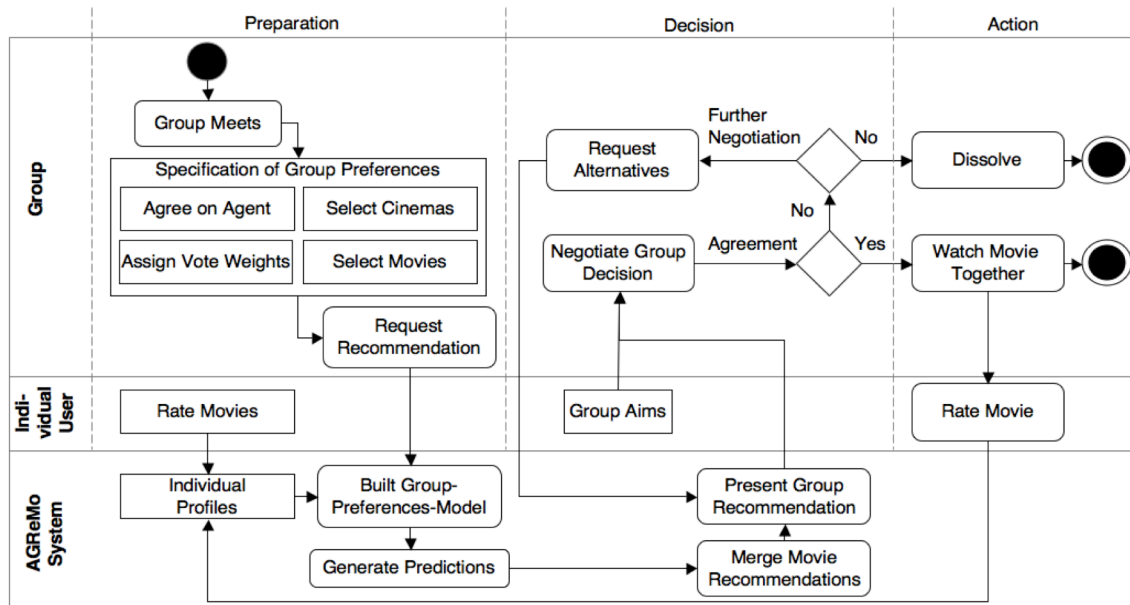 Preparation
Decision
Action
Group
Group Meets
Specification of Group Preferences
Agree on Agent
Select Cinemas
Assign Vote Weights
Select Movies
Request
Recommendation
Request
Alternatives
Further
Negotiation
No
Dissolve
No
Negotiate Group
Decision
Agreement
Yes
Watch Movie
Together
Indi-
vidual
User
Rate Movies
Group Aims
Rate Movie
AGReMo
System
Individual
Profiles
Built Group-
Preferences-Model
Generate Predictions
Present Group
Recommendation
Merge Movie
Recommendations